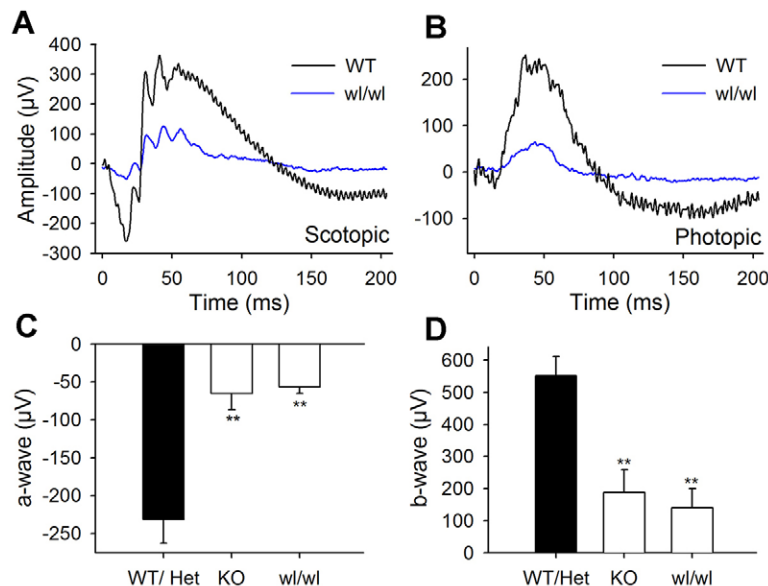 A
B
Amplitude (µV)
400
300
200
100
0
-100
-200
-300
WT
wl/wl
Scotopic
0 50 100 150 200
Time (ms)
200
100
0
-100
WT
wl/wl
Photopic
0 50 100 150 200
Time (ms)
C
D
a-wave (µV)
0
-50
-100
-150
-200
-250
**
**
WT/ Het KO wl/wl
b-wave (µV)
600
500
400
300
200
100
0
**
**
WT/Het KO wl/wl